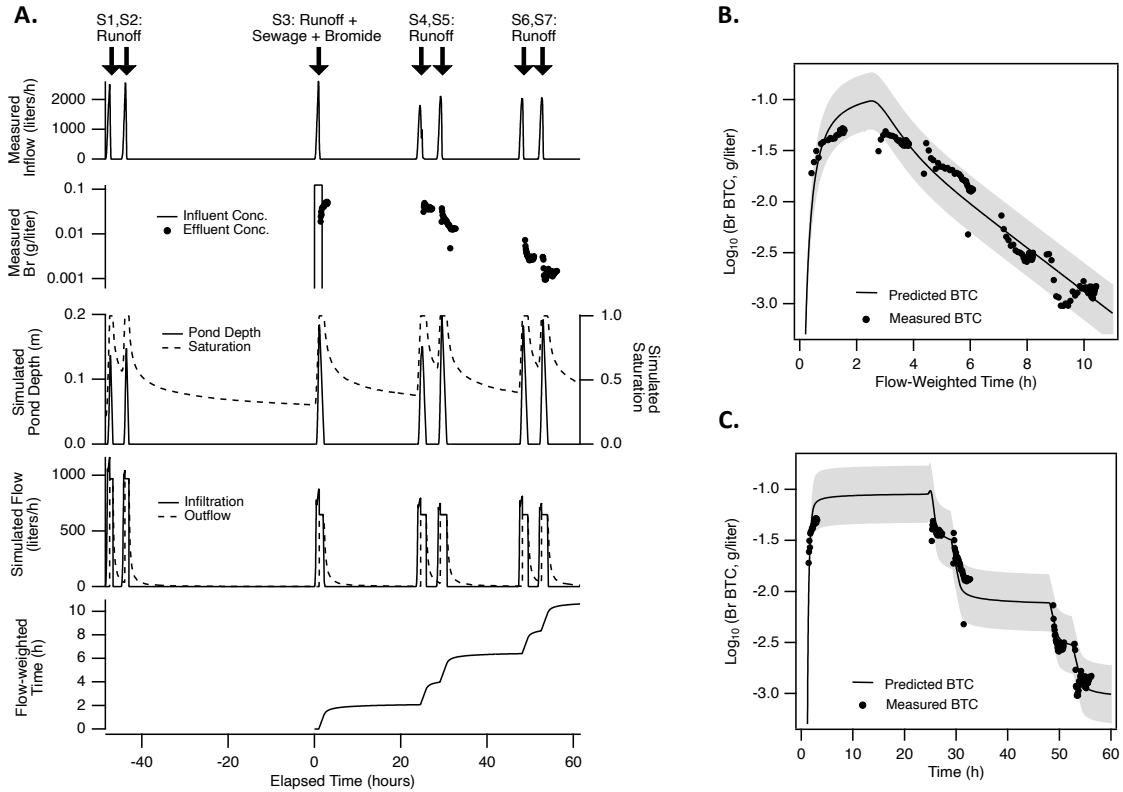 A.
S1,S2:
Runoff
S3: Runoff +
Sewage + Bromide
S4,S5:
Runoff
S6,S7:
Runoff
Measured
Inflow (liters/h)
2000
1000
0
Measured
Br (g/liter)
0.1
0.01
0.001
Influent Conc.
Effluent Conc.
Simulated
Pond Depth (m)
0.2
0.1
0.0
Pond Depth
Saturation
1.0
0.5
0.0
Simulated
Saturation
Simulated Flow
(liters/h)
1000
500
0
Infiltration
Outflow
Flow-weighted
Time (h)
10
8
6
4
2
0
-40
-20
0
20
40
60
Elapsed Time (hours)
B.
Log₁₀ (Br BTC, g/liter)
-1.0
-1.5
-2.0
-2.5
-3.0
Predicted BTC
Measured BTC
0
2
4
6
8
10
Flow-Weighted Time (h)
C.
Log₁₀ (Br BTC, g/liter)
-1.0
-1.5
-2.0
-2.5
-3.0
Predicted BTC
Measured BTC
0
10
20
30
40
50
60
Time (h)